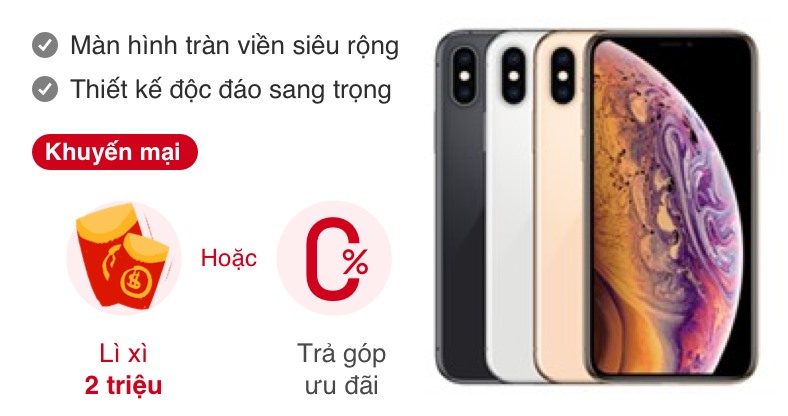 Màn hình tràn viền siêu rộng
Thiết kế độc đáo sang trọng
Khuyến mại
Hoặc
0%
Lì xì
2 triệu
Trả góp
ưu đãi